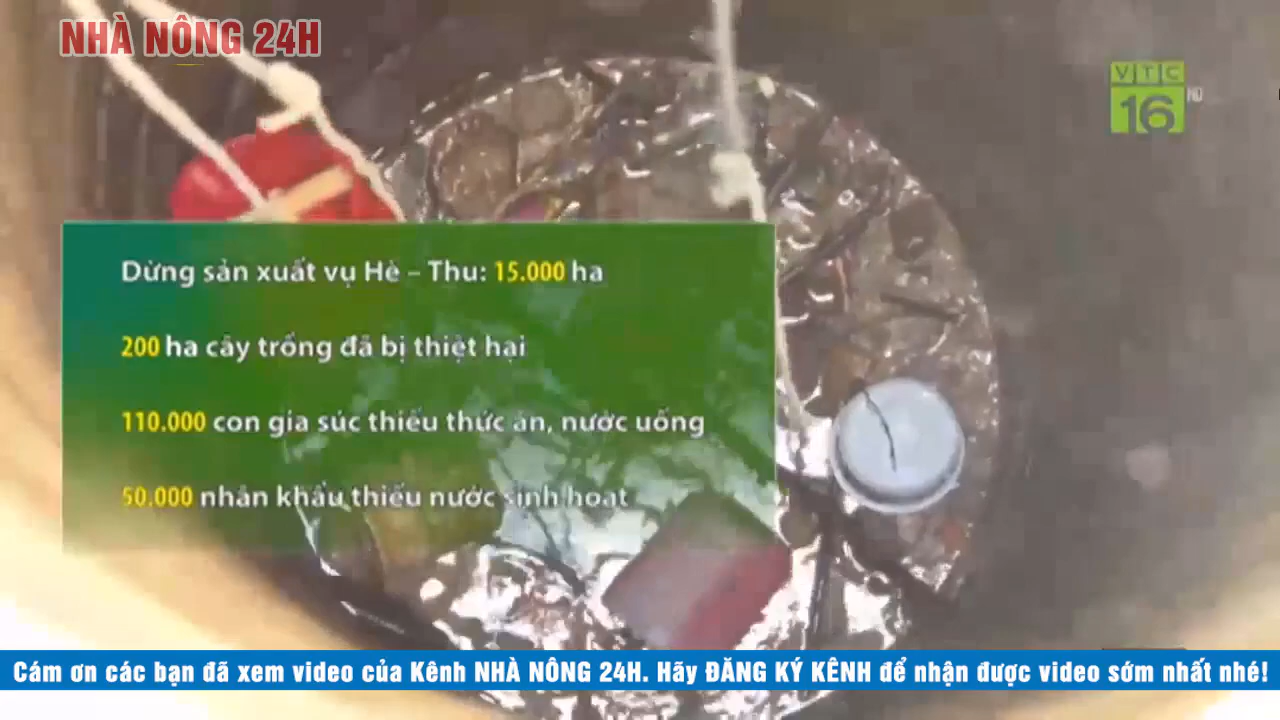 NHÀ NÔNG 24H
VTC
16
HD
Dừng sản xuất vụ Hè – Thu: 15.000 ha
200 ha cây trồng đã bị thiệt hại
110.000 con gia súc thiếu thức ăn, nước uống
50.000 nhân khẩu thiếu nước sinh hoạt
Cám ơn các bạn đã xem video của Kênh NHÀ NÔNG 24H. Hãy ĐĂNG KÝ KÊNH để nhận được video sớm nhất nhé!